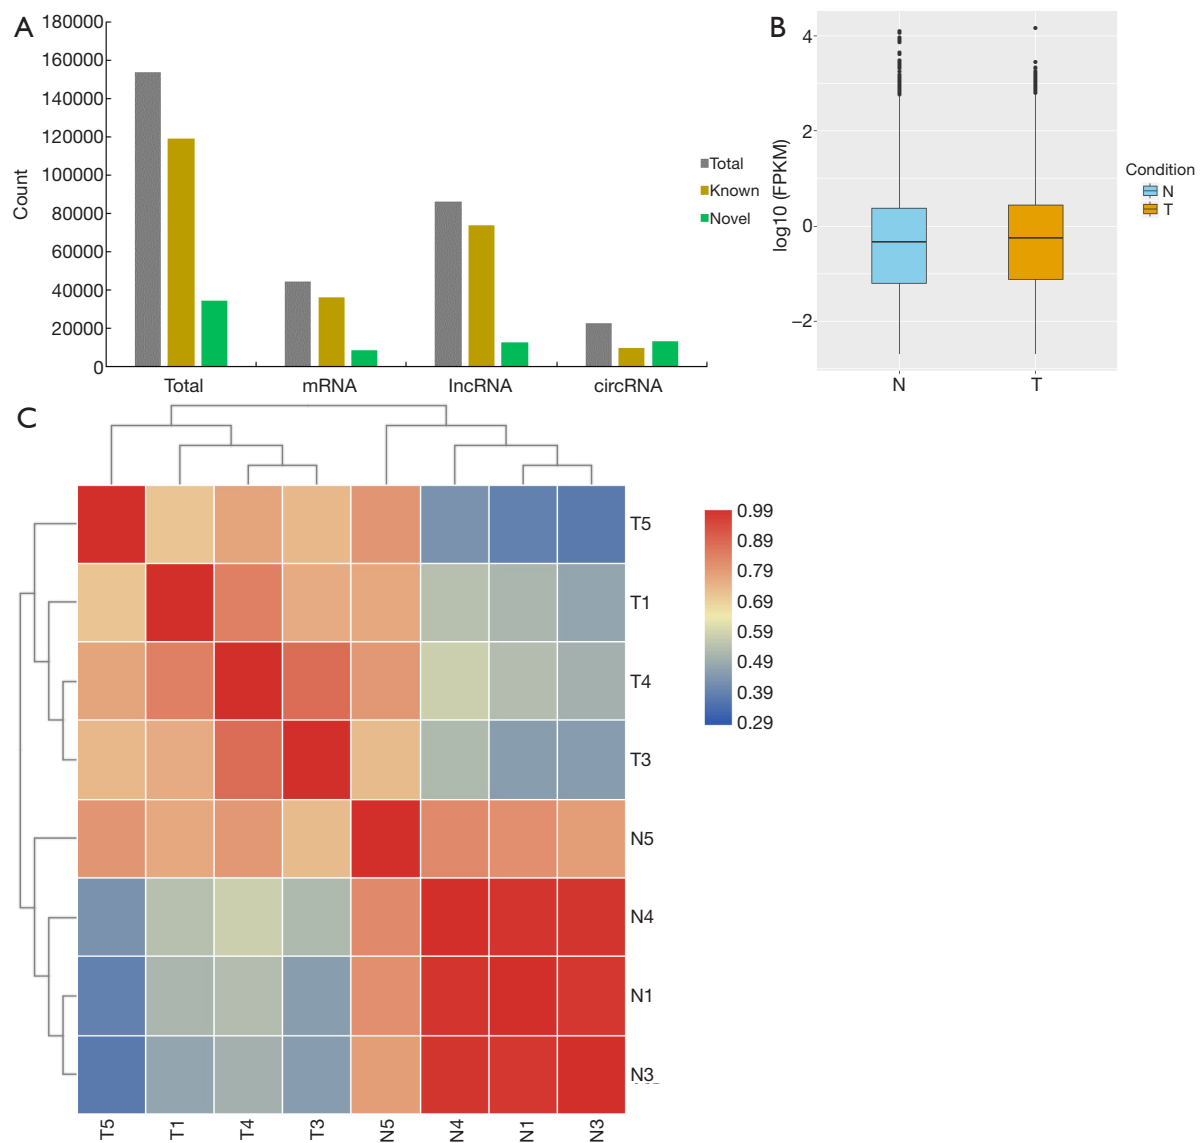 A
180000
160000
140000
120000
100000
80000
60000
40000
20000
0
Count
Total
mRNA
lncRNA
circRNA
Total
Known
Novel
B
4
2
0
−2
log10 (FPKM)
N
T
Condition
N
T
C
T5
T1
T4
T3
N5
N4
N1
N3
T5
T1
T4
T3
N5
N4
N1
N3
0.99
0.89
0.79
0.69
0.59
0.49
0.39
0.29